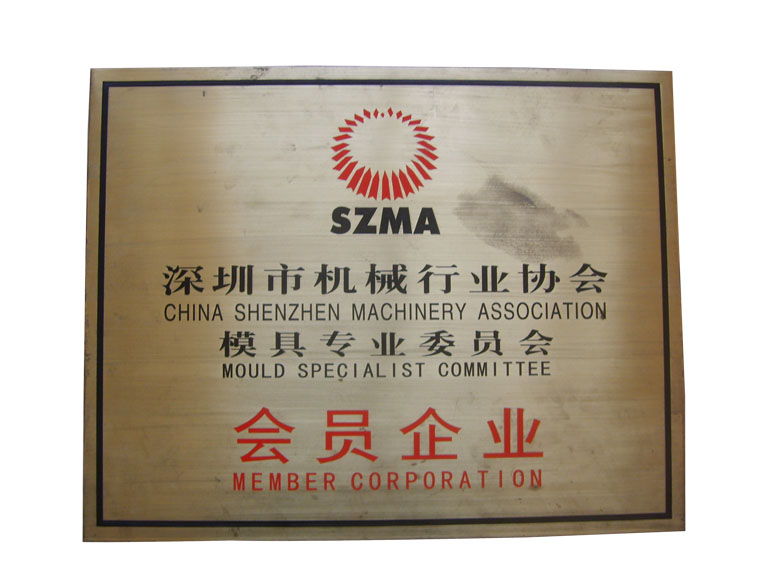 SZMA
深圳市机械行业协会
CHINA SHENZHEN MACHINERY ASSOCIATION
模具专业委员会
MOULD SPECIALIST COMMITTEE
会员企业
MEMBER CORPORATION